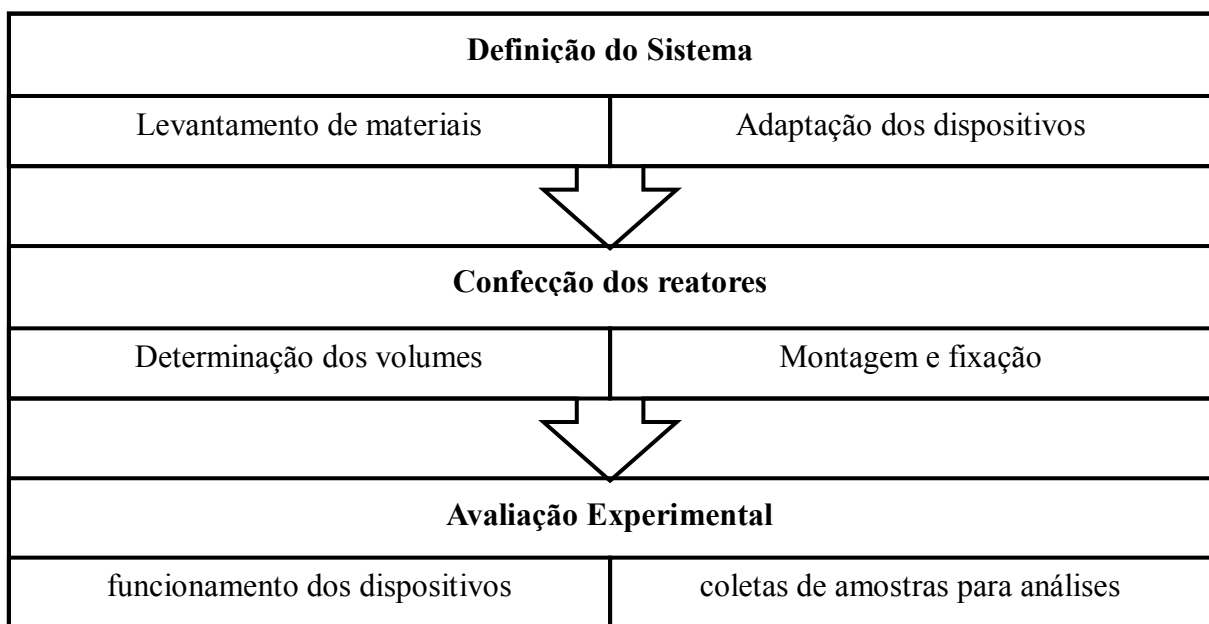 Definição do Sistema
Levantamento de materiais
Adaptação dos dispositivos
Confecção dos reatores
Determinação dos volumes
Montagem e fixação
Avaliação Experimental
funcionamento dos dispositivos
coletas de amostras para análises